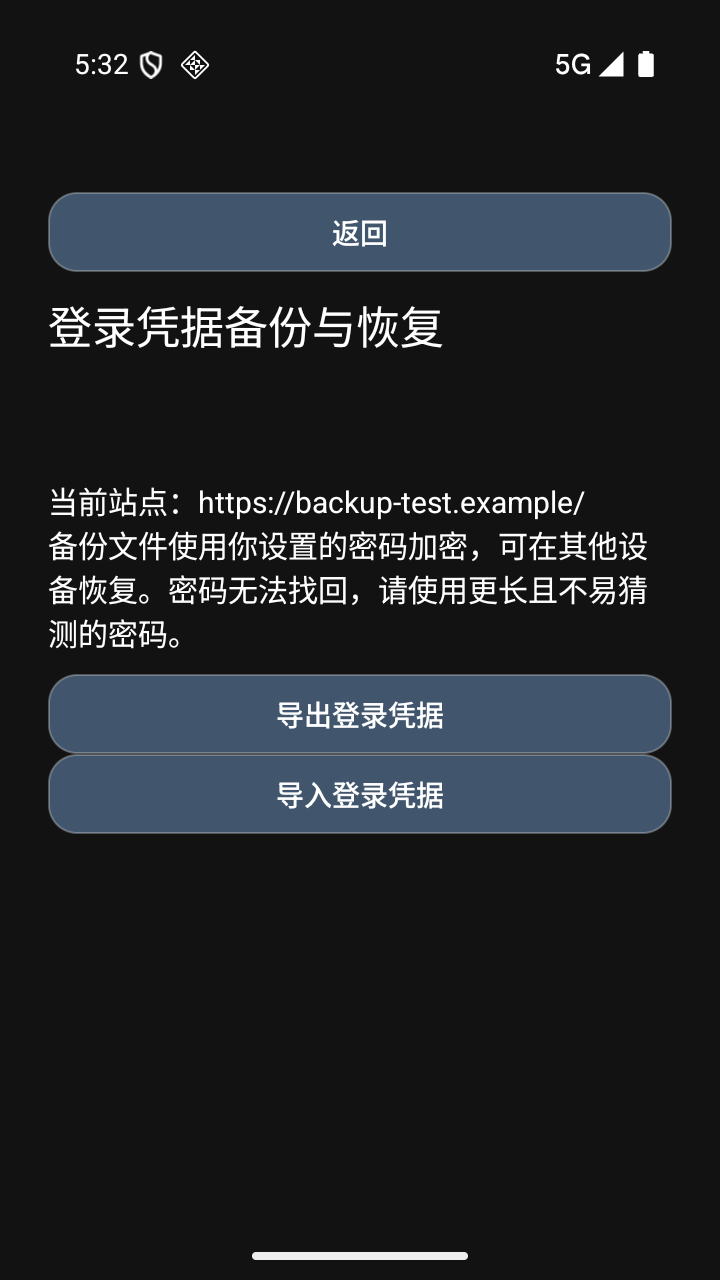 5:32
5G
返回
登录凭据备份与恢复
当前站点：https://backup-test.example/
备份文件使用你设置的密码加密，可在其他设
备恢复。密码无法找回，请使用更长且不易猜
测的密码。
导出登录凭据
导入登录凭据